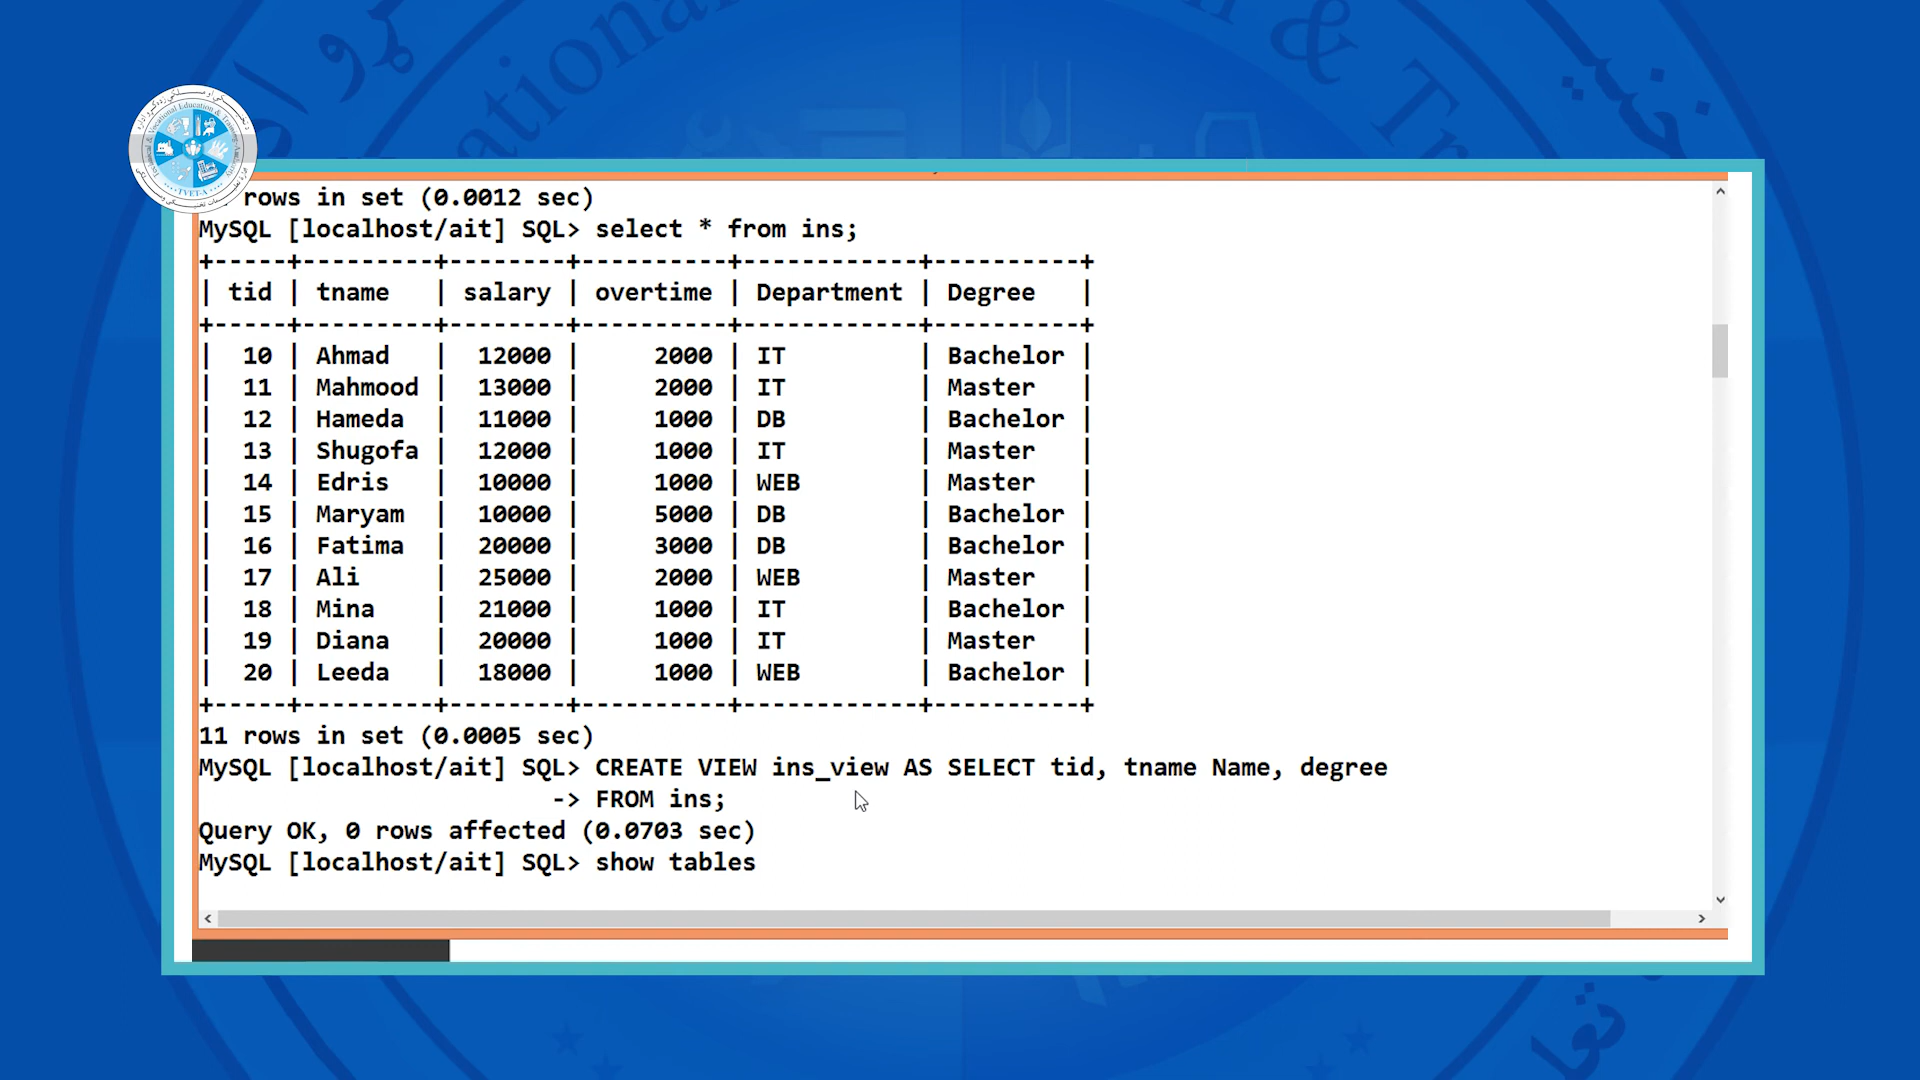 rows in set (0.0012 sec)
MySQL [localhost/ait] SQL> select * from ins;
+-----+---------+--------+----------+------------+----------+
| tid | tname   | salary | overtime | Department | Degree   |
+-----+---------+--------+----------+------------+----------+
|  10 | Ahmad   |  12000 |     2000 | IT         | Bachelor |
|  11 | Mahmood |  13000 |     2000 | IT         | Master   |
|  12 | Hameda  |  11000 |     1000 | DB         | Bachelor |
|  13 | Shugofa |  12000 |     1000 | IT         | Master   |
|  14 | Edris   |  10000 |     1000 | WEB        | Master   |
|  15 | Maryam  |  10000 |     5000 | DB         | Bachelor |
|  16 | Fatima  |  20000 |     3000 | DB         | Bachelor |
|  17 | Ali     |  25000 |     2000 | WEB        | Master   |
|  18 | Mina    |  21000 |     1000 | IT         | Bachelor |
|  19 | Diana   |  20000 |     1000 | IT         | Master   |
|  20 | Leeda   |  18000 |     1000 | WEB        | Bachelor |
+-----+---------+--------+----------+------------+----------+
11 rows in set (0.0005 sec)
MySQL [localhost/ait] SQL> CREATE VIEW ins_view AS SELECT tid, tname Name, degree
-> FROM ins;
Query OK, 0 rows affected (0.0703 sec)
MySQL [localhost/ait] SQL> show tables
TVET-A